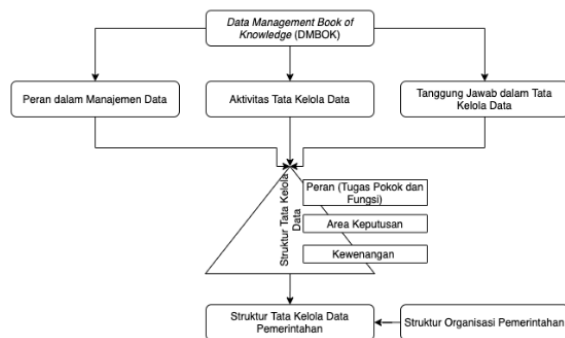 Data Management Book of
Knowledge (DMBOK)
Peran dalam Manajemen Data
Aktivitas Tata Kelola Data
Tanggung Jawab dalam Tata
Kelola Data
Struktur Tata Kelola
Data
Peran (Tugas Pokok dan
Fungsi)
Area Keputusan
Kewenangan
Struktur Tata Kelola Data
Pemerintahan
Struktur Organisasi Pemerintahan